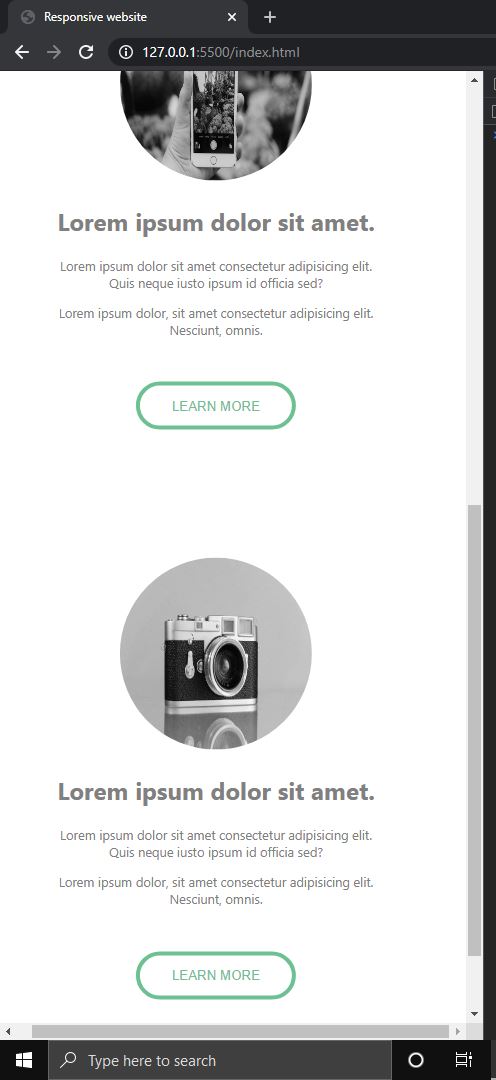 Responsive website
127.0.0.1:5500/index.html
Lorem ipsum dolor sit amet.
Lorem ipsum dolor sit amet consectetur adipisicing elit.
Quis neque iusto ipsum id officia sed?
Lorem ipsum dolor, sit amet consectetur adipisicing elit.
Nesciunt, omnis.
LEARN MORE
Lorem ipsum dolor sit amet.
Lorem ipsum dolor sit amet consectetur adipisicing elit.
Quis neque iusto ipsum id officia sed?
Lorem ipsum dolor, sit amet consectetur adipisicing elit.
Nesciunt, omnis.
LEARN MORE
Type here to search